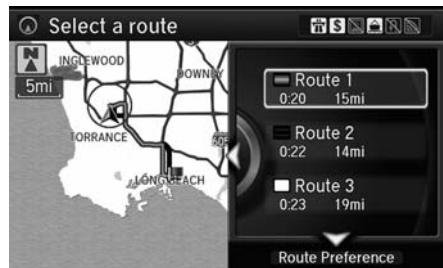 Select a route
$
N
5mi
INGLEWOOD
DOWNEY
TORRANCE
605
LONG BEACH
Route 1
0:20 15mi
Route 2
0:22 14mi
Route 3
0:23 19mi
Route Preference